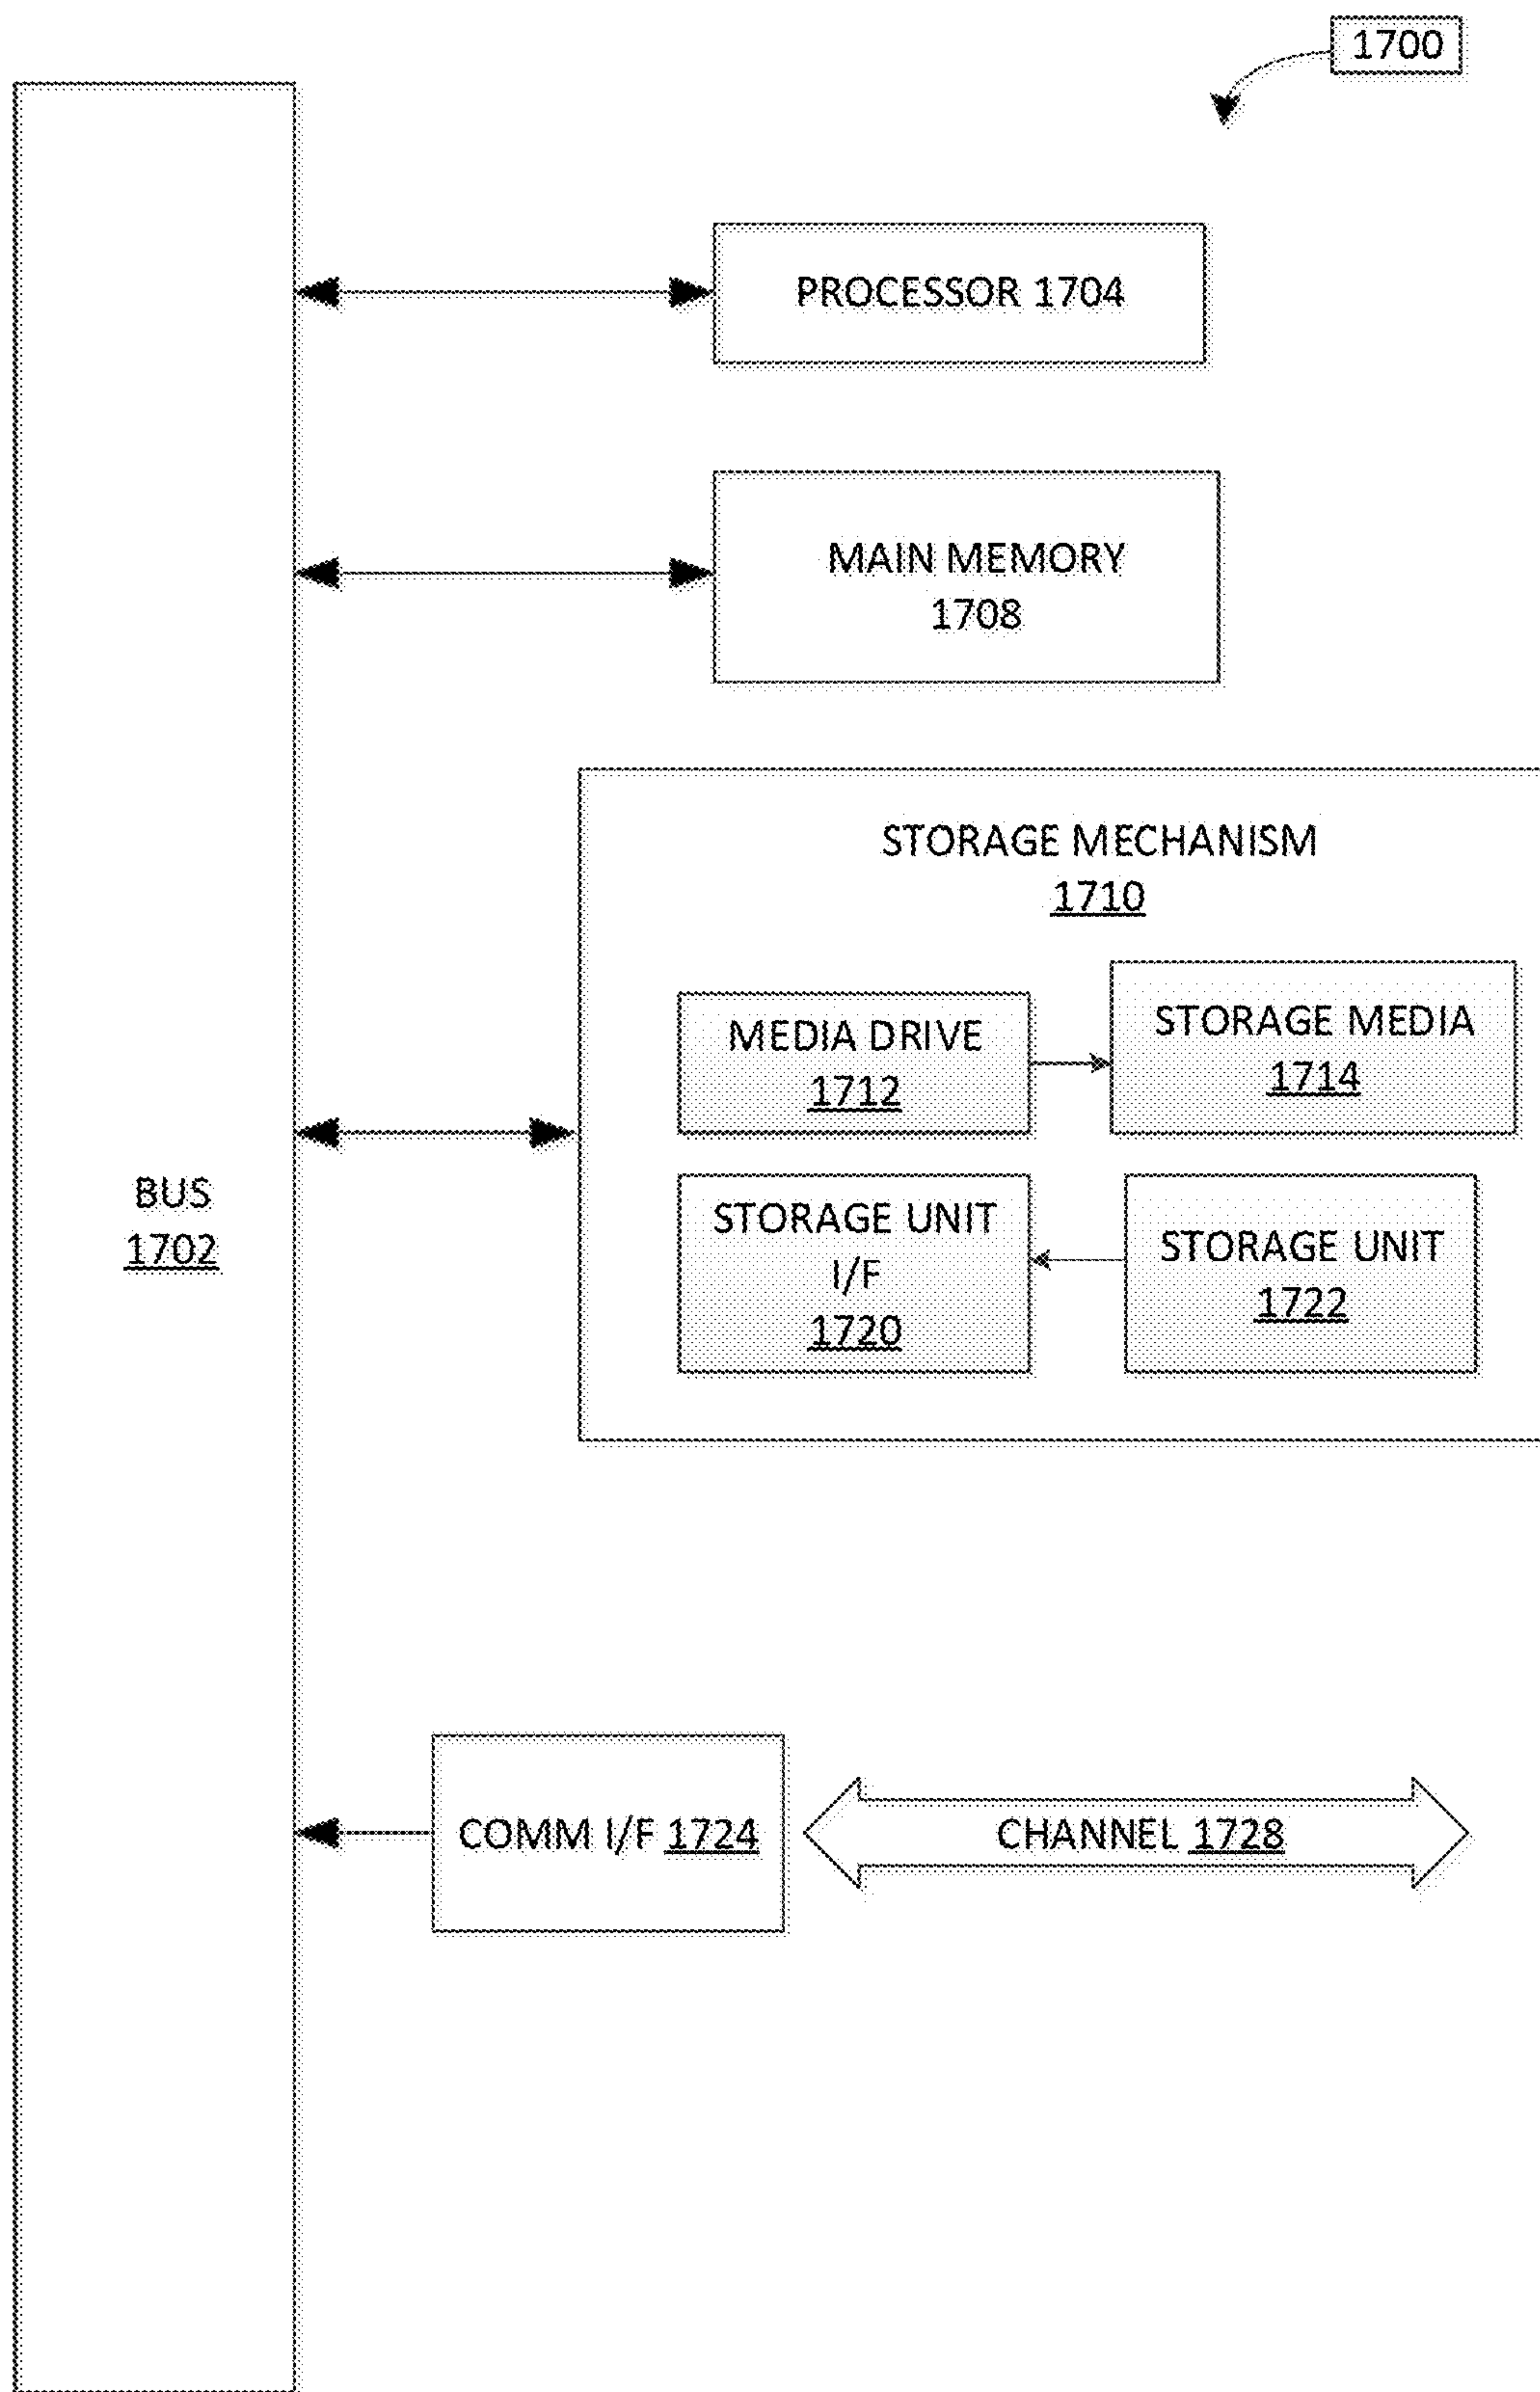 1700
PROCESSOR 1704
MAIN MEMORY
1708
STORAGE MECHANISM
1710
MEDIA DRIVE
1712
STORAGE MEDIA
1714
BUS
1702
STORAGE UNIT
I/F
1720
STORAGE UNIT
1722
COMM I/F 1724
CHANNEL 1728